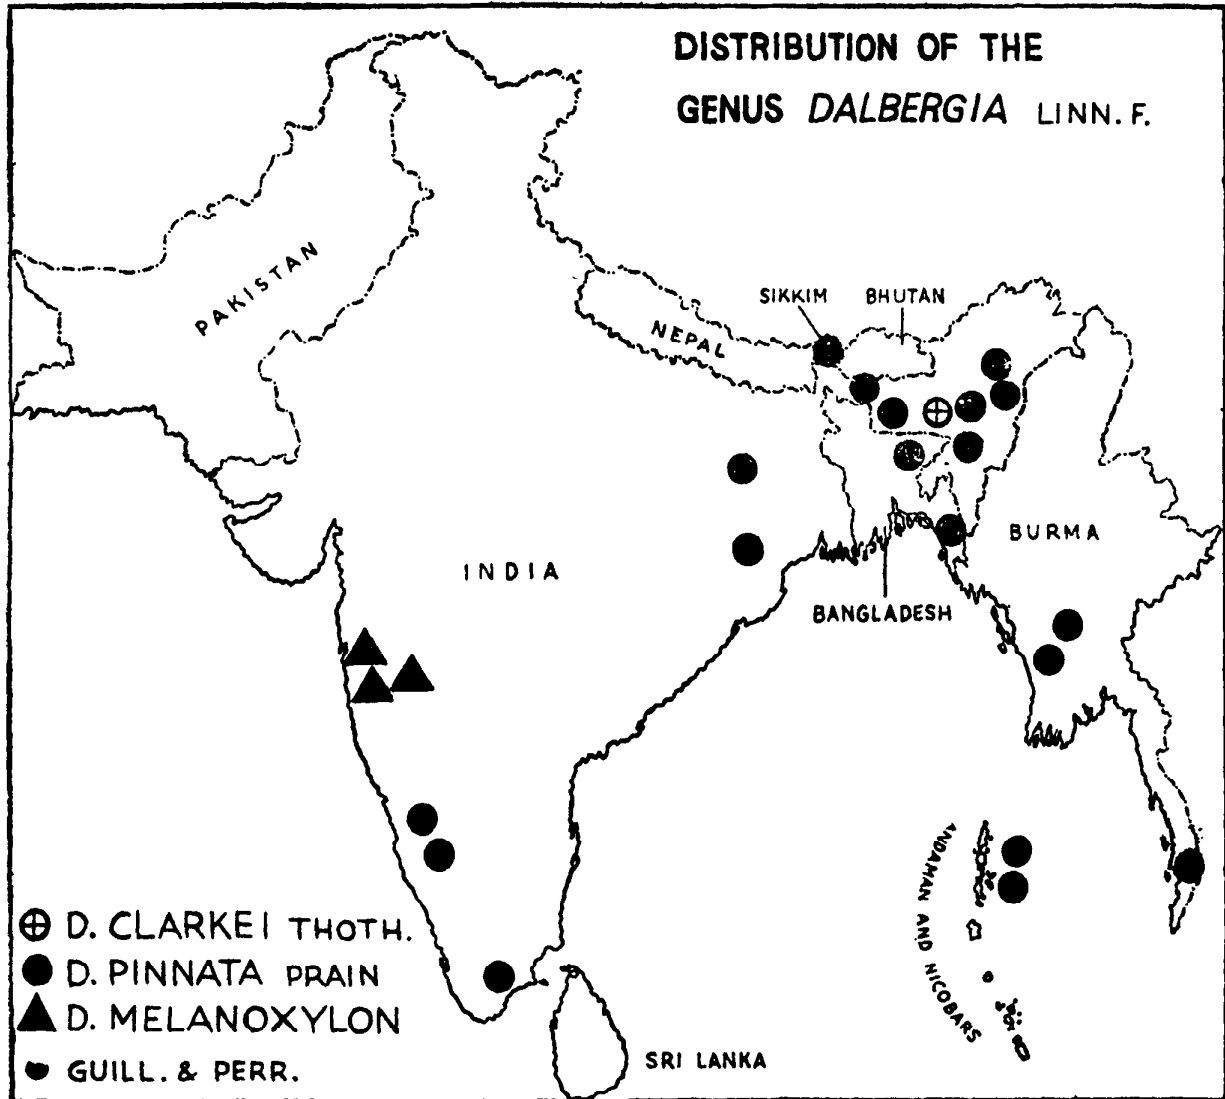 DISTRIBUTION OF THE
GENUS DALBERGIA LINN. F.
PAKISTAN
SIKKIM
BHUTAN
NEPAL
INDIA
BURMA
BANGLADESH
ANDAMAN AND NICOBARS
SRI LANKA
D. CLARKEI THOTH.
D. PINNATA PRAIN
D. MELANOXYLON
GUILL. & PERR.